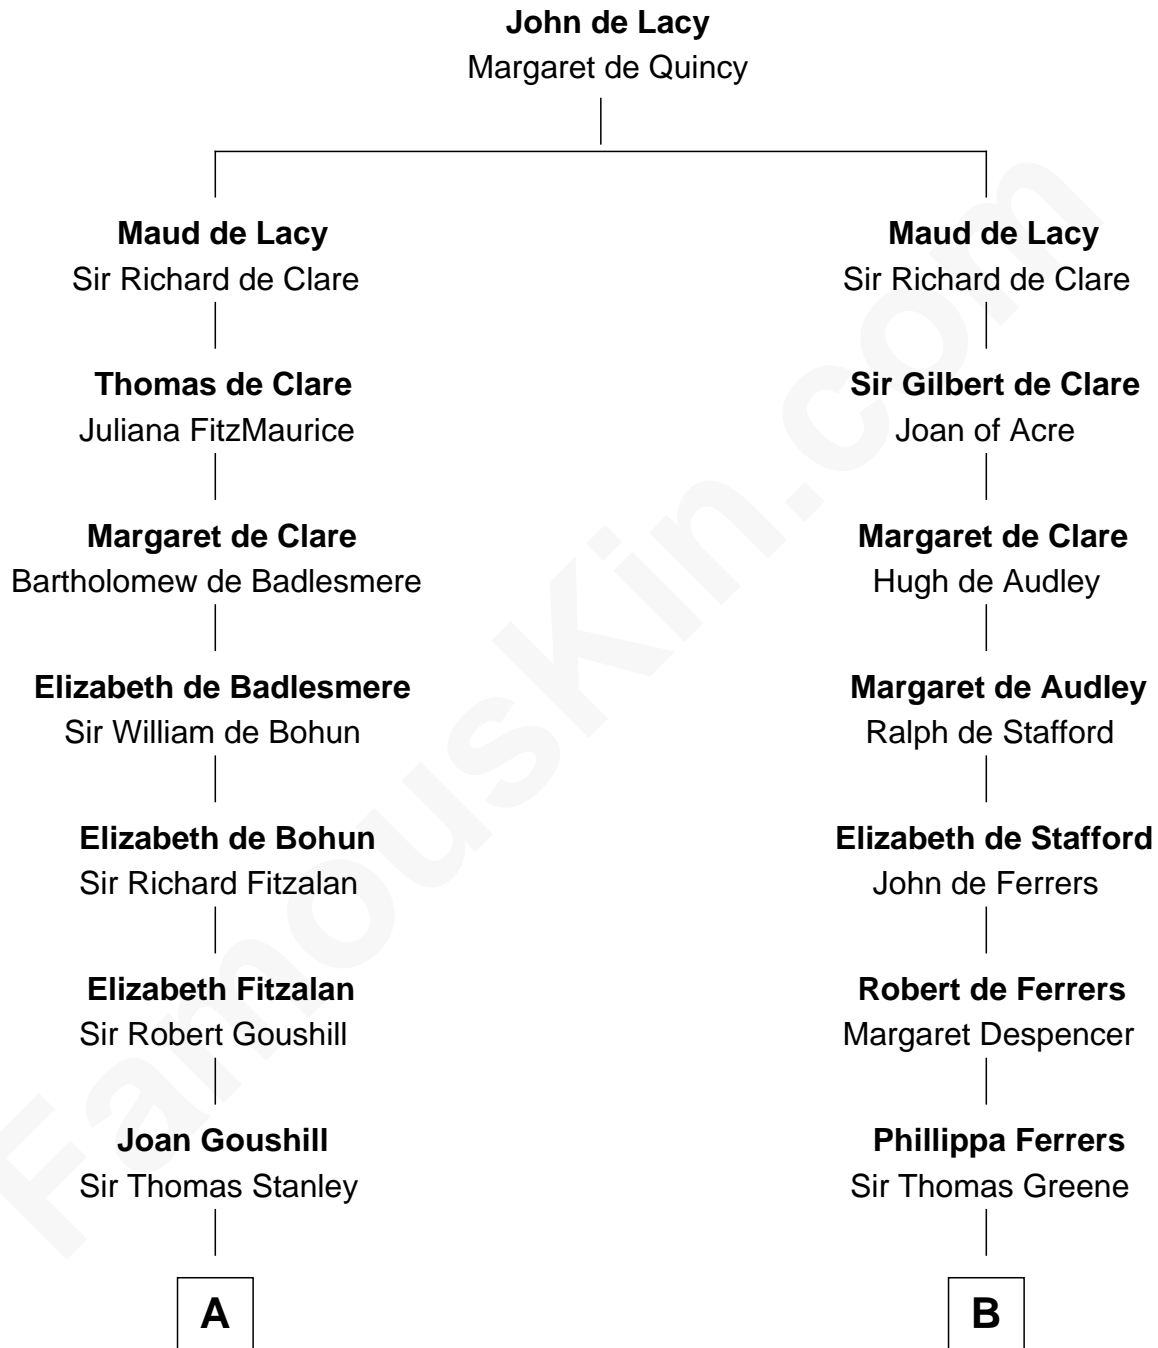 John de Lacy
Margaret de Quincy
Maud de Lacy
Sir Richard de Clare
Thomas de Clare
Juliana FitzMaurice
Margaret de Clare
Bartholomew de Badlesmere
Elizabeth de Badlesmere
Sir William de Bohun
Elizabeth de Bohun
Sir Richard Fitzalan
Elizabeth Fitzalan
Sir Robert Goushill
Joan Goushill
Sir Thomas Stanley
A
Maud de Lacy
Sir Richard de Clare
Sir Gilbert de Clare
Joan of Acre
Margaret de Clare
Hugh de Audley
Margaret de Audley
Ralph de Stafford
Elizabeth de Stafford
John de Ferrers
Robert de Ferrers
Margaret Despencer
Phillippa Ferrers
Sir Thomas Greene
B
FamousKin.com